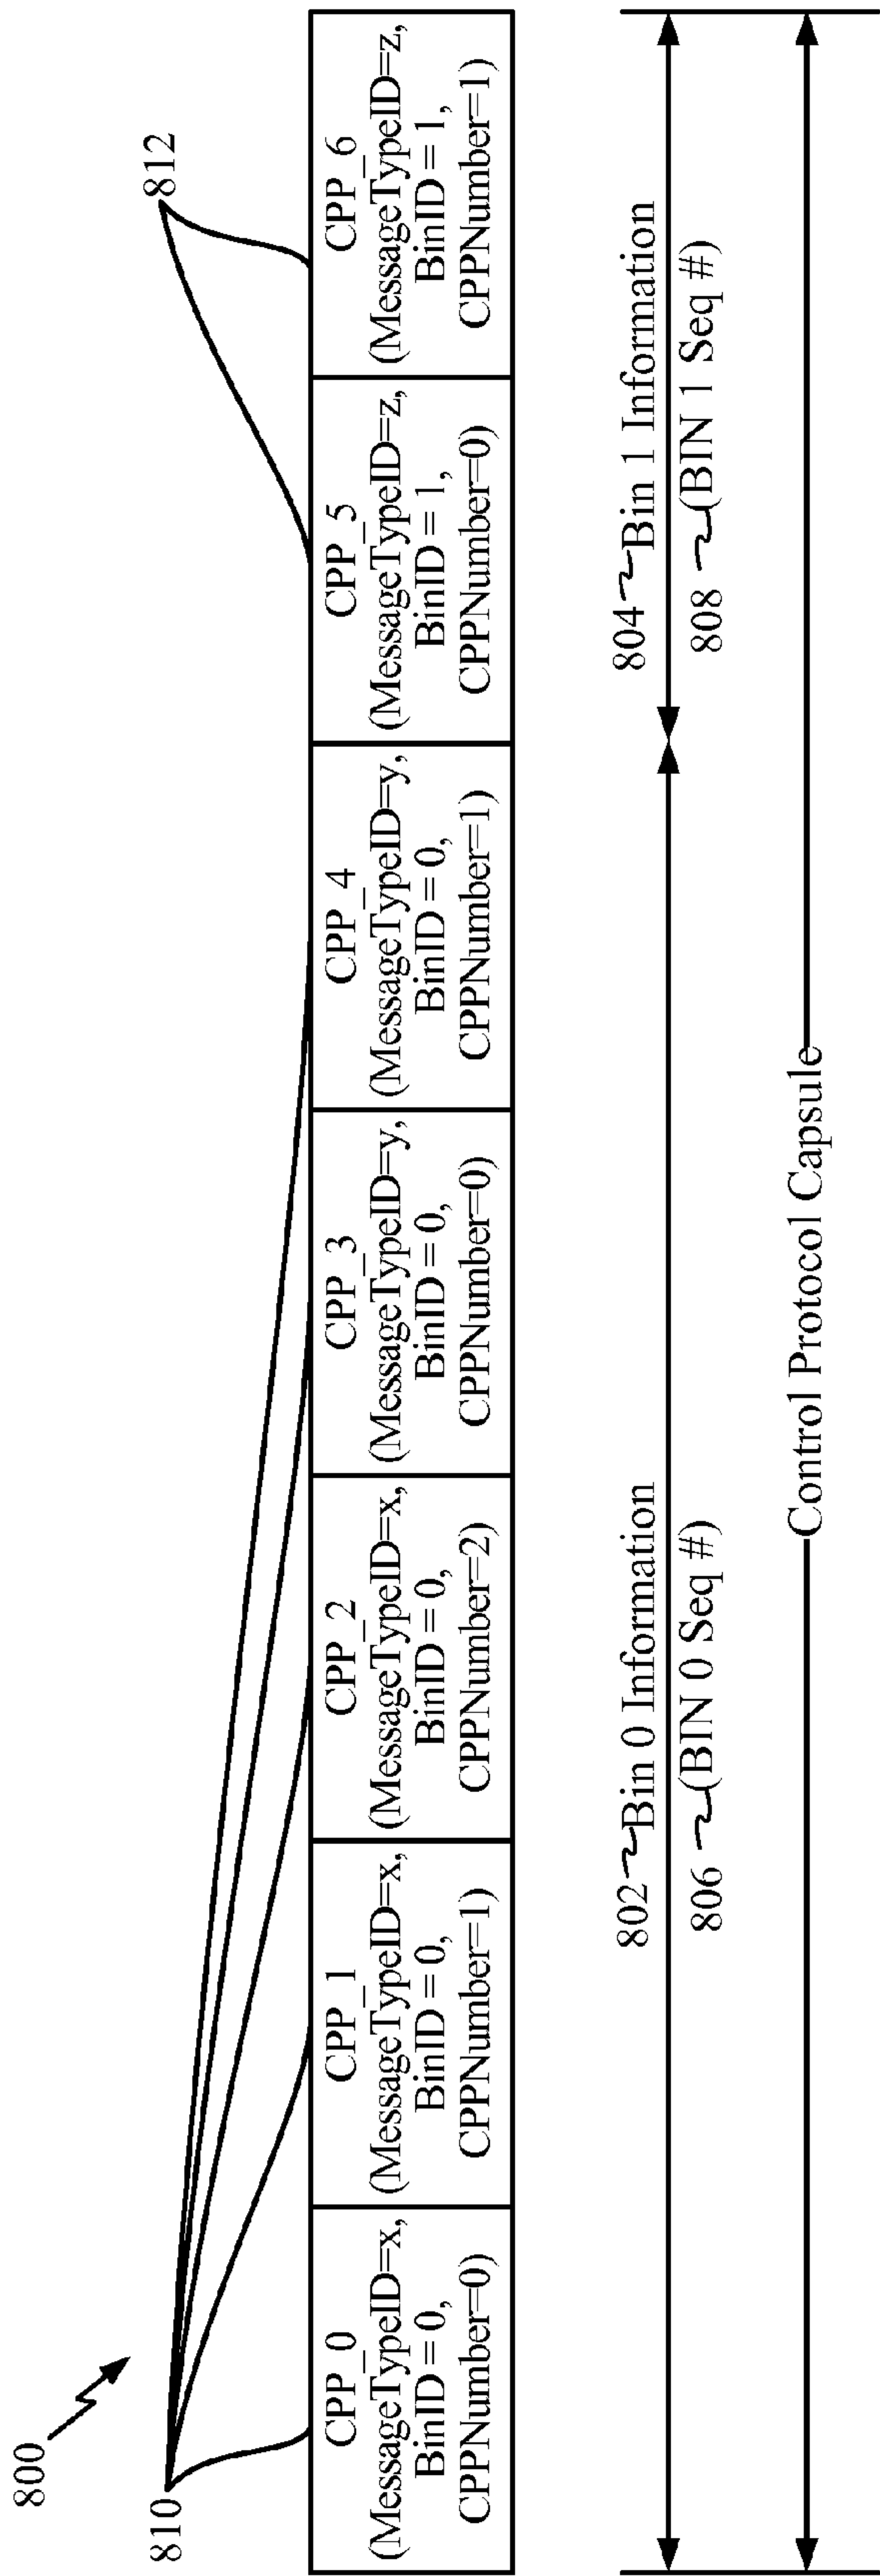 800
810
812
CPP_0
(MessageTypeID=x,
BinID = 0,
CPPNumber=0)
CPP_1
(MessageTypeID=x,
BinID = 0,
CPPNumber=1)
CPP_2
(MessageTypeID=x,
BinID = 0,
CPPNumber=2)
CPP_3
(MessageTypeID=y,
BinID = 0,
CPPNumber=0)
CPP_4
(MessageTypeID=y,
BinID = 0,
CPPNumber=1)
CPP_5
(MessageTypeID=z,
BinID = 1,
CPPNumber=0)
CPP_6
(MessageTypeID=z,
BinID = 1,
CPPNumber=1)
802 Bin 0 Information
806 (BIN 0 Seq #)
804 Bin 1 Information
808 (BIN 1 Seq #)
Control Protocol Capsule